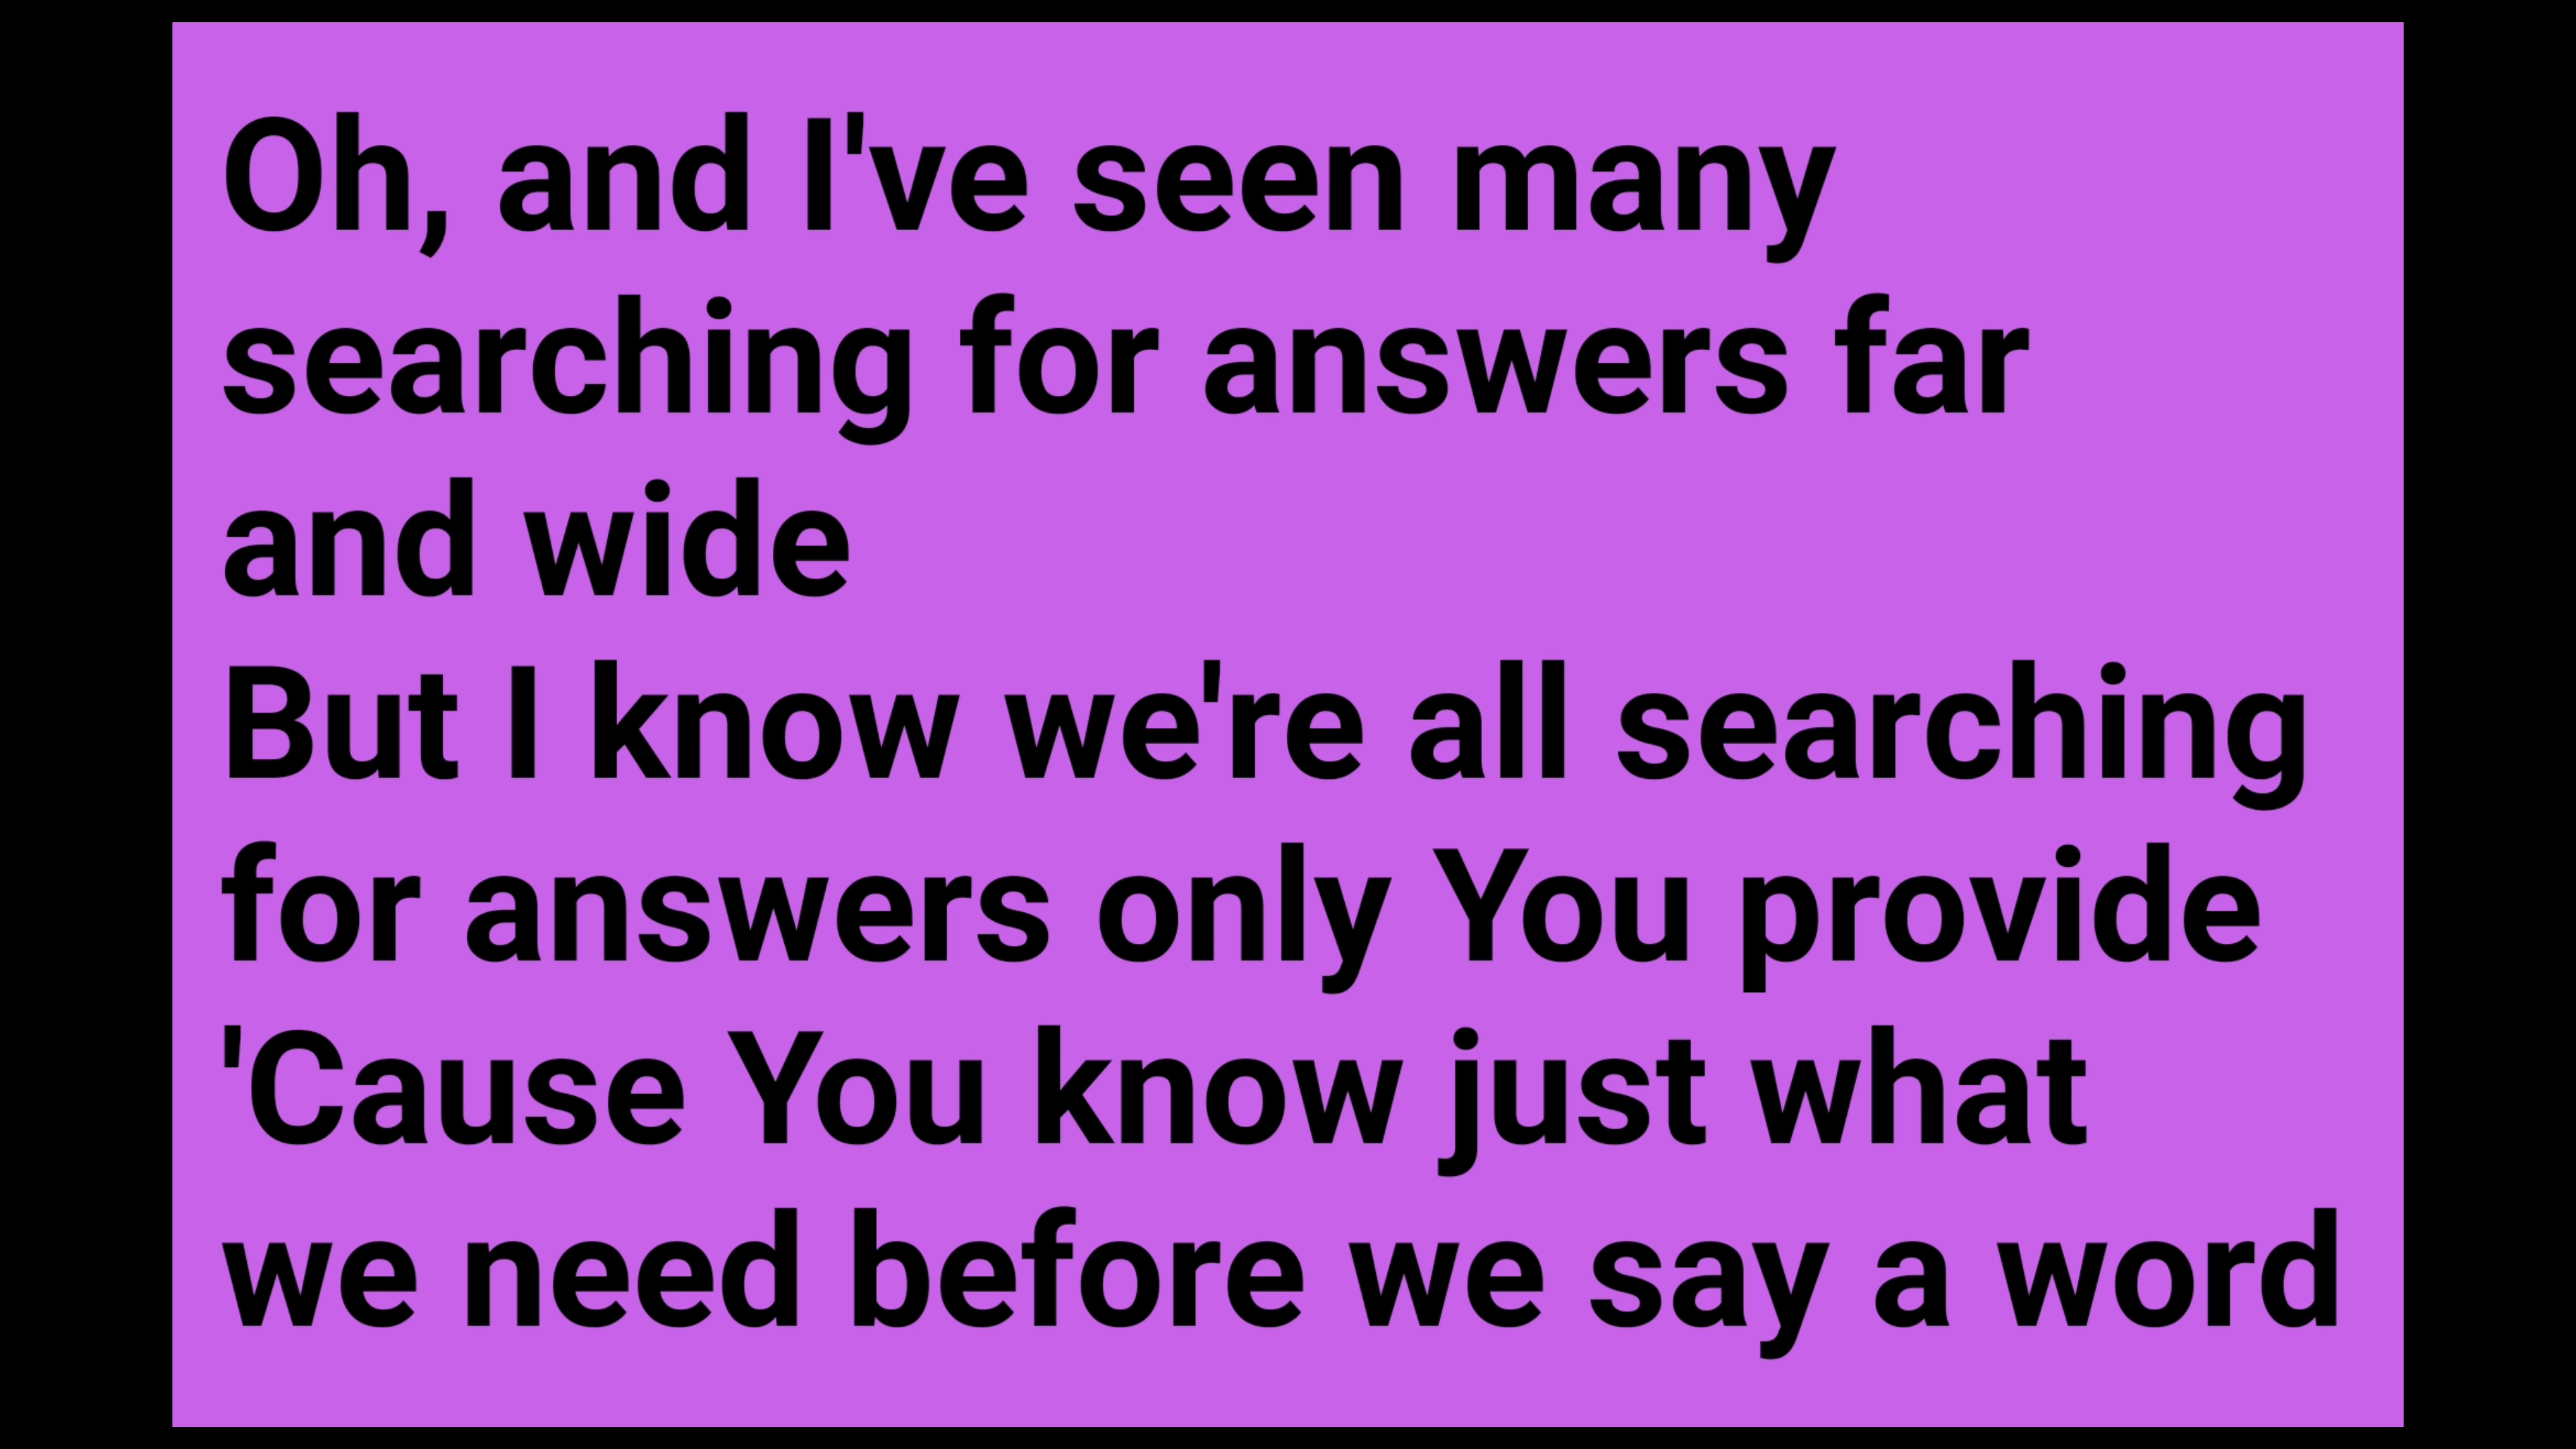 Oh, and I've seen many
searching for answers far
and wide
But I know we're all searching
for answers only You provide
'Cause You know just what
we need before we say a word